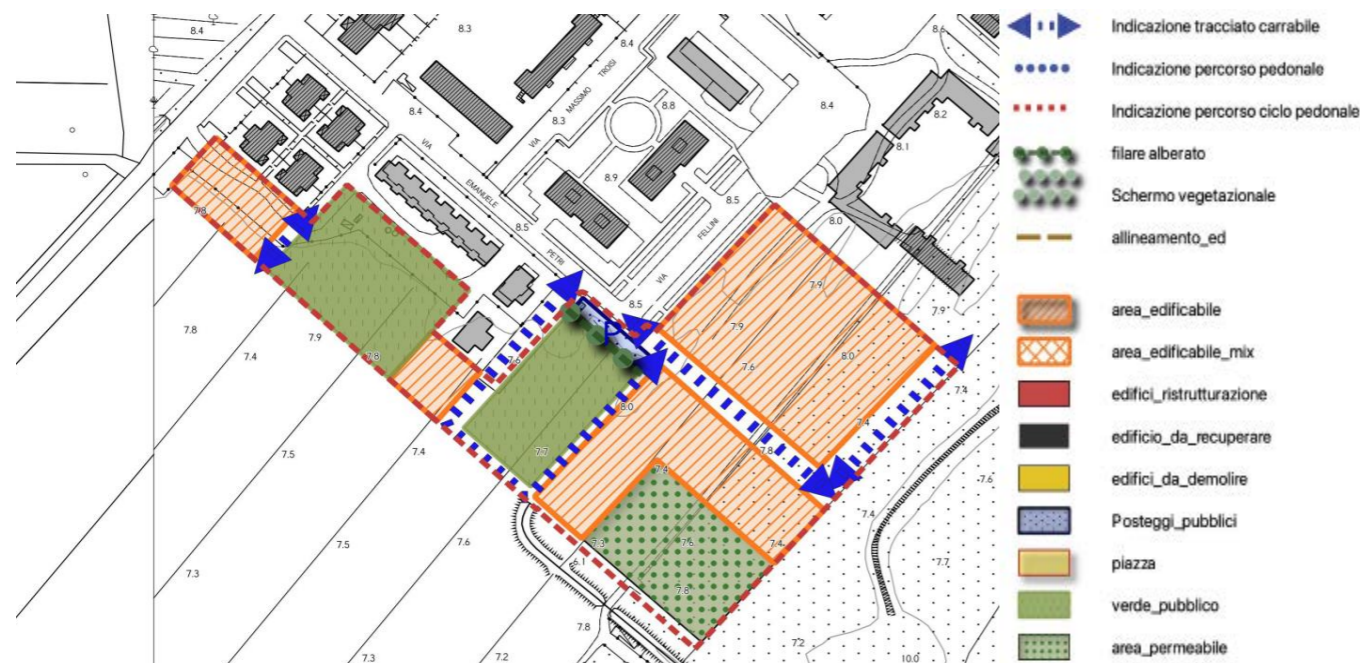 8.4
8.3
8.4
8.6
VIA MASSIMO TROISI
8.8
8.4
8.2
8.4
8.3
8.1
VIA EMANUELE PETRI
8.9
8.5
8.0
7.8
8.5
VIA FELLINI
7.9
7.9
8.5
7.8
7.9
7.9
7.4
7.8
7.6
P
7.6
8.0
7.4
8.0
7.5
7.4
7.7
7.4
7.8
7.4
7.6
7.4
7.5
7.6
7.3
7.6
7.4
7.7
6.1
7.3
7.8
7.8
7.2
7.3
7.2
10.0
Indicazione tracciato carrabile
Indicazione percorso pedonale
Indicazione percorso ciclo pedonale
filare alberato
Schermo vegetazionale
allineamento_ed
area_edificabile
area_edificabile_mix
edifici_ristrutturazione
edificio_da_recuperare
edifici_da_demolire
Posteggi_pubblici
piazza
verde_pubblico
area_permeabile